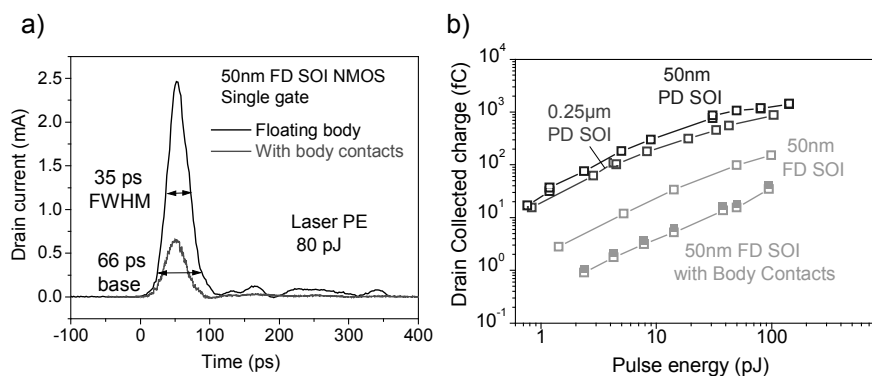 a)
50nm FD SOI NMOS
Single gate
Floating body
With body contacts
35 ps
FWHM
66 ps
base
Laser PE
80 pJ
Drain current (mA)
2.5
2.0
1.5
1.0
0.5
0.0
-100 0 100 200 300 400
Time (ps)
b)
50nm
PD SOI
0.25µm
PD SOI
50nm
FD SOI
50nm FD SOI
with Body Contacts
Drain Collected charge (fC)
10^4
10^3
10^2
10^1
10^0
10^-1
1 10 100
Pulse energy (pJ)